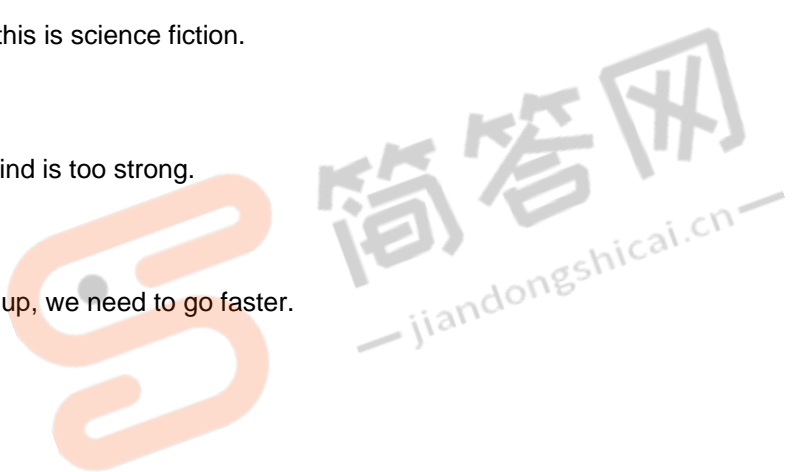 this is science fiction.
ind is too strong.
up, we need to go faster.
简答网
jiandongshicai.cn